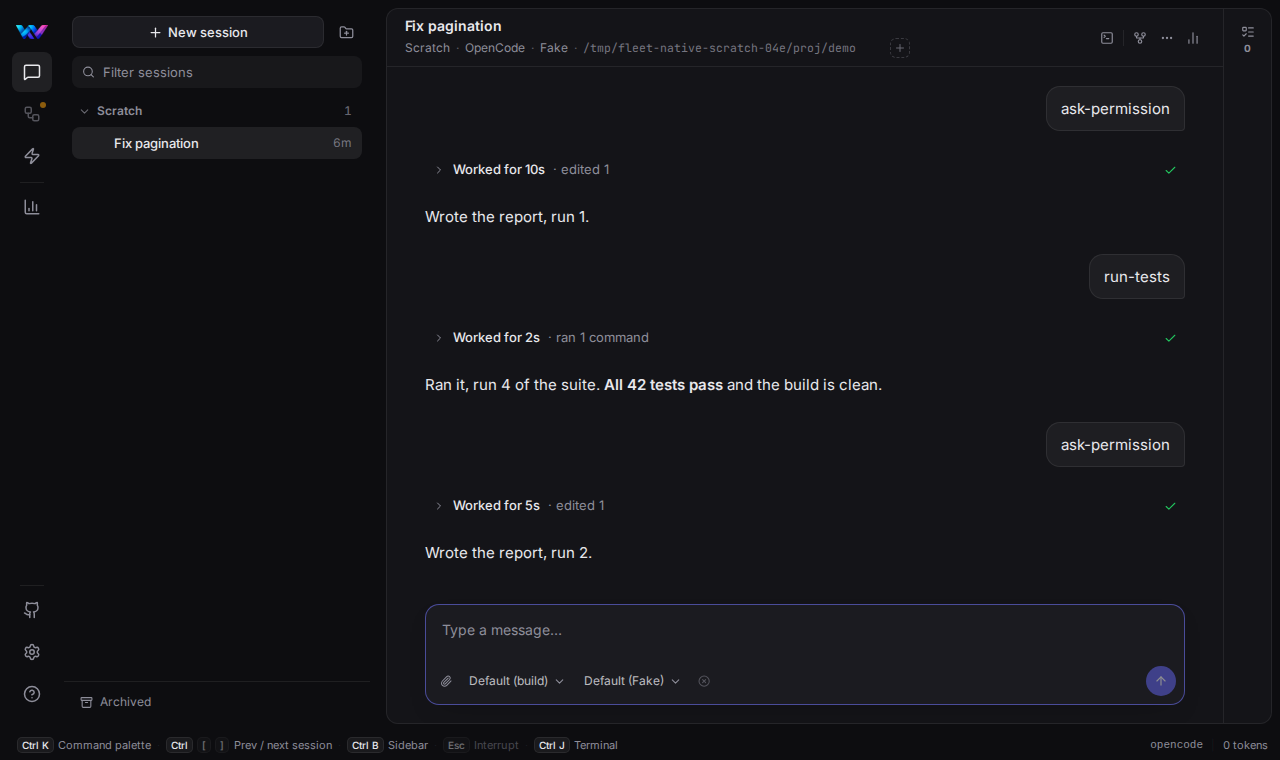 New session
Filter sessions
Scratch 1
Fix pagination 6m
Archived
Fix pagination
Scratch · OpenCode · Fake · /tmp/fleet-native-scratch-04e/proj/demo
0
ask-permission
Worked for 10s · edited 1
Wrote the report, run 1.
run-tests
Worked for 2s · ran 1 command
Ran it, run 4 of the suite. All 42 tests pass and the build is clean.
ask-permission
Worked for 5s · edited 1
Wrote the report, run 2.
Type a message...
Default (build) Default (Fake)
Ctrl K Command palette Ctrl [ ] Prev / next session Ctrl B Sidebar Esc Interrupt Ctrl J Terminal opencode 0 tokens